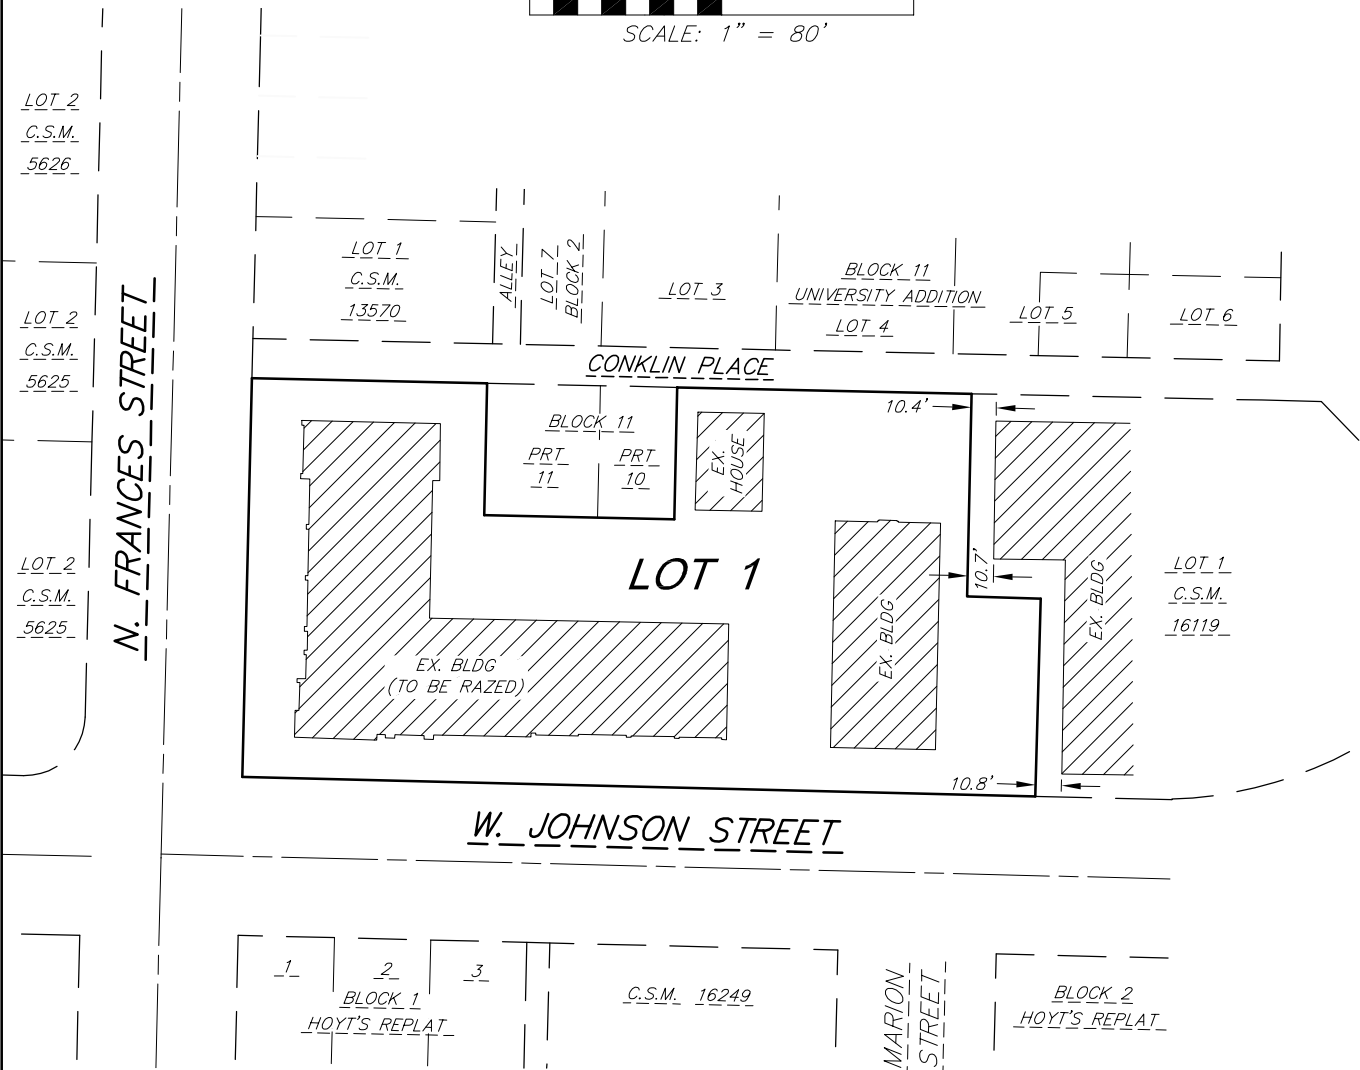 SCALE: 1" = 80'
LOT 2
C.S.M.
5626
LOT 2
C.S.M.
5625
LOT 2
C.S.M.
5625
N. FRANCES STREET
LOT 1
C.S.M.
13570
ALLEY
LOT 7
BLOCK 2
LOT 3
BLOCK 11
UNIVERSITY ADDITION
LOT 4
LOT 5
LOT 6
CONKLIN PLACE
BLOCK 11
PRT
11
PRT
10
EX.
HOUSE
10.4'
LOT 1
10.7'
EX. BLDG
EX. BLDG
LOT 1
C.S.M.
16119
EX. BLDG
(TO BE RAZED)
10.8'
W. JOHNSON STREET
1
2
3
BLOCK 1
HOYT'S REPLAT
C.S.M. 16249
MARION
STREET
BLOCK 2
HOYT'S REPLAT